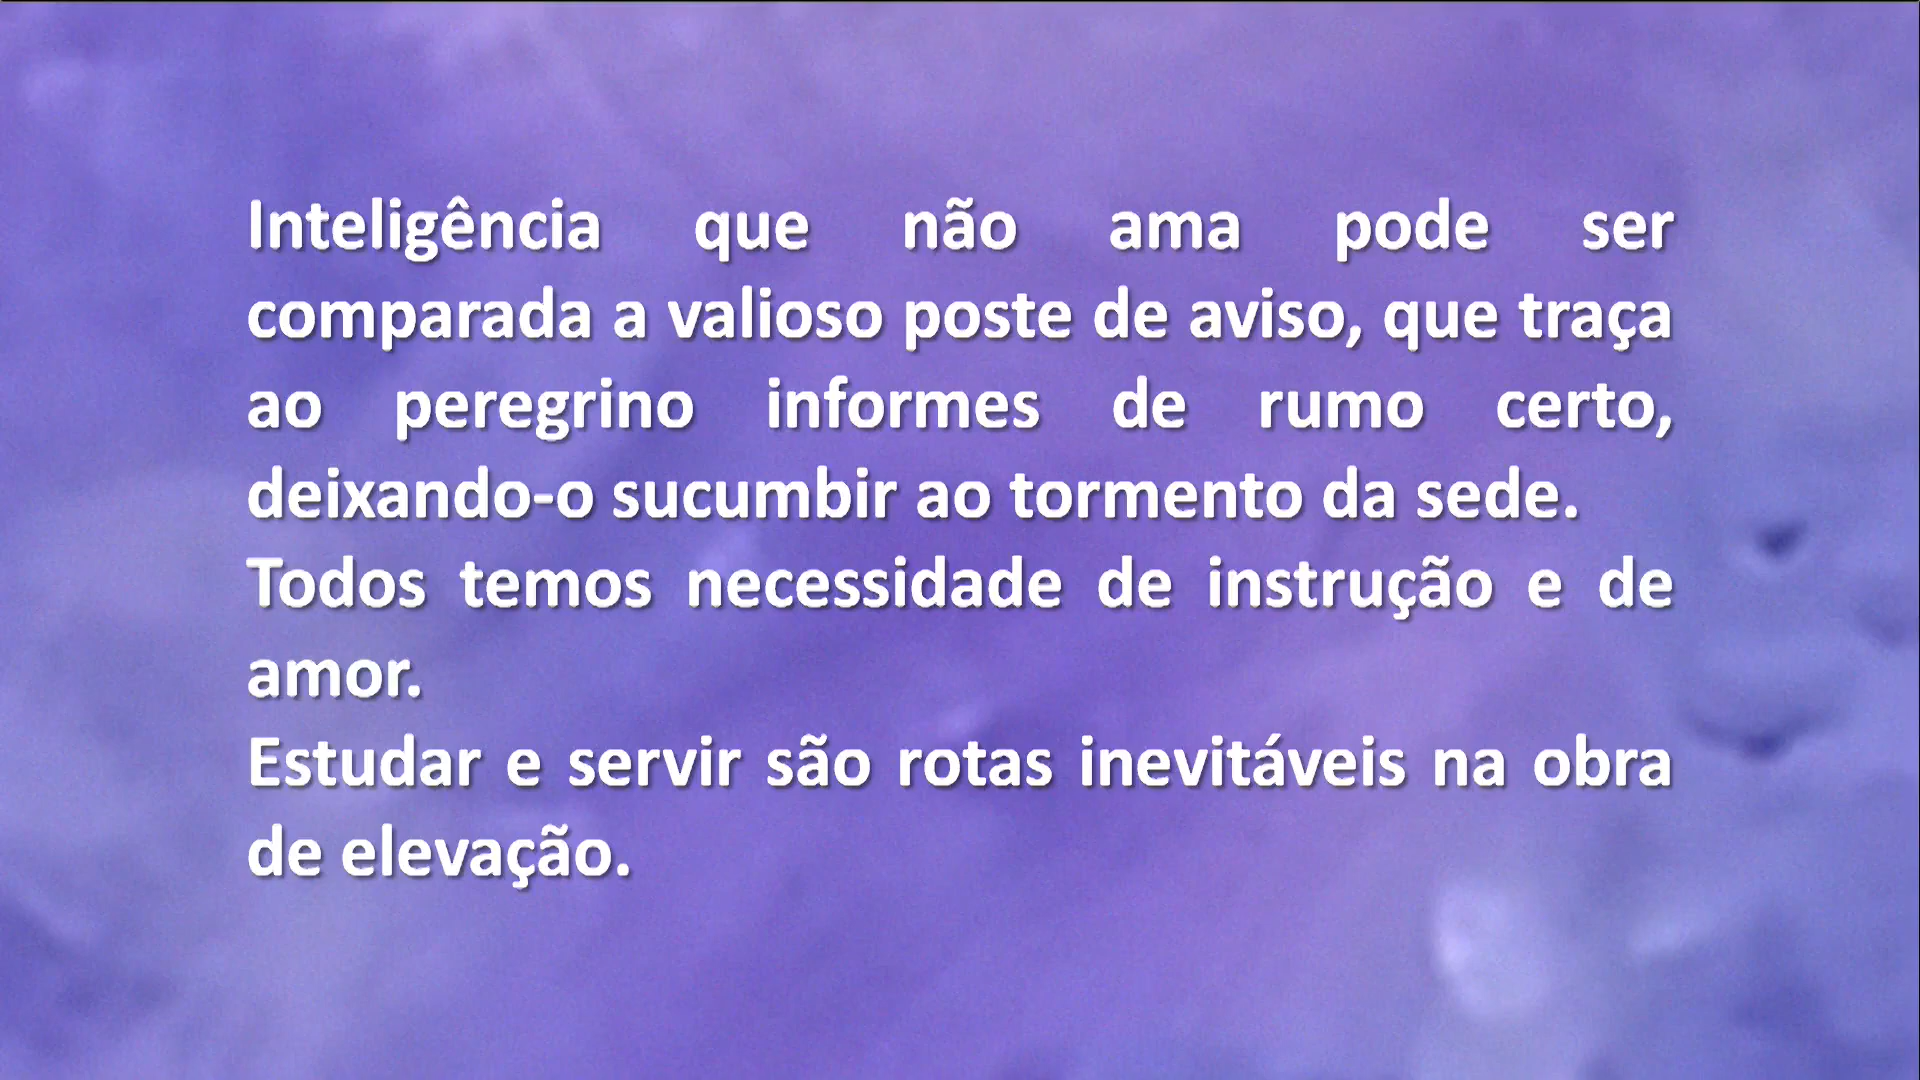 Inteligência que não ama pode ser
comparada a valioso poste de aviso, que traça
ao peregrino informes de rumo certo,
deixando-o sucumbir ao tormento da sede.
Todos temos necessidade de instrução e de
amor.
Estudar e servir são rotas inevitáveis na obra
de elevação.